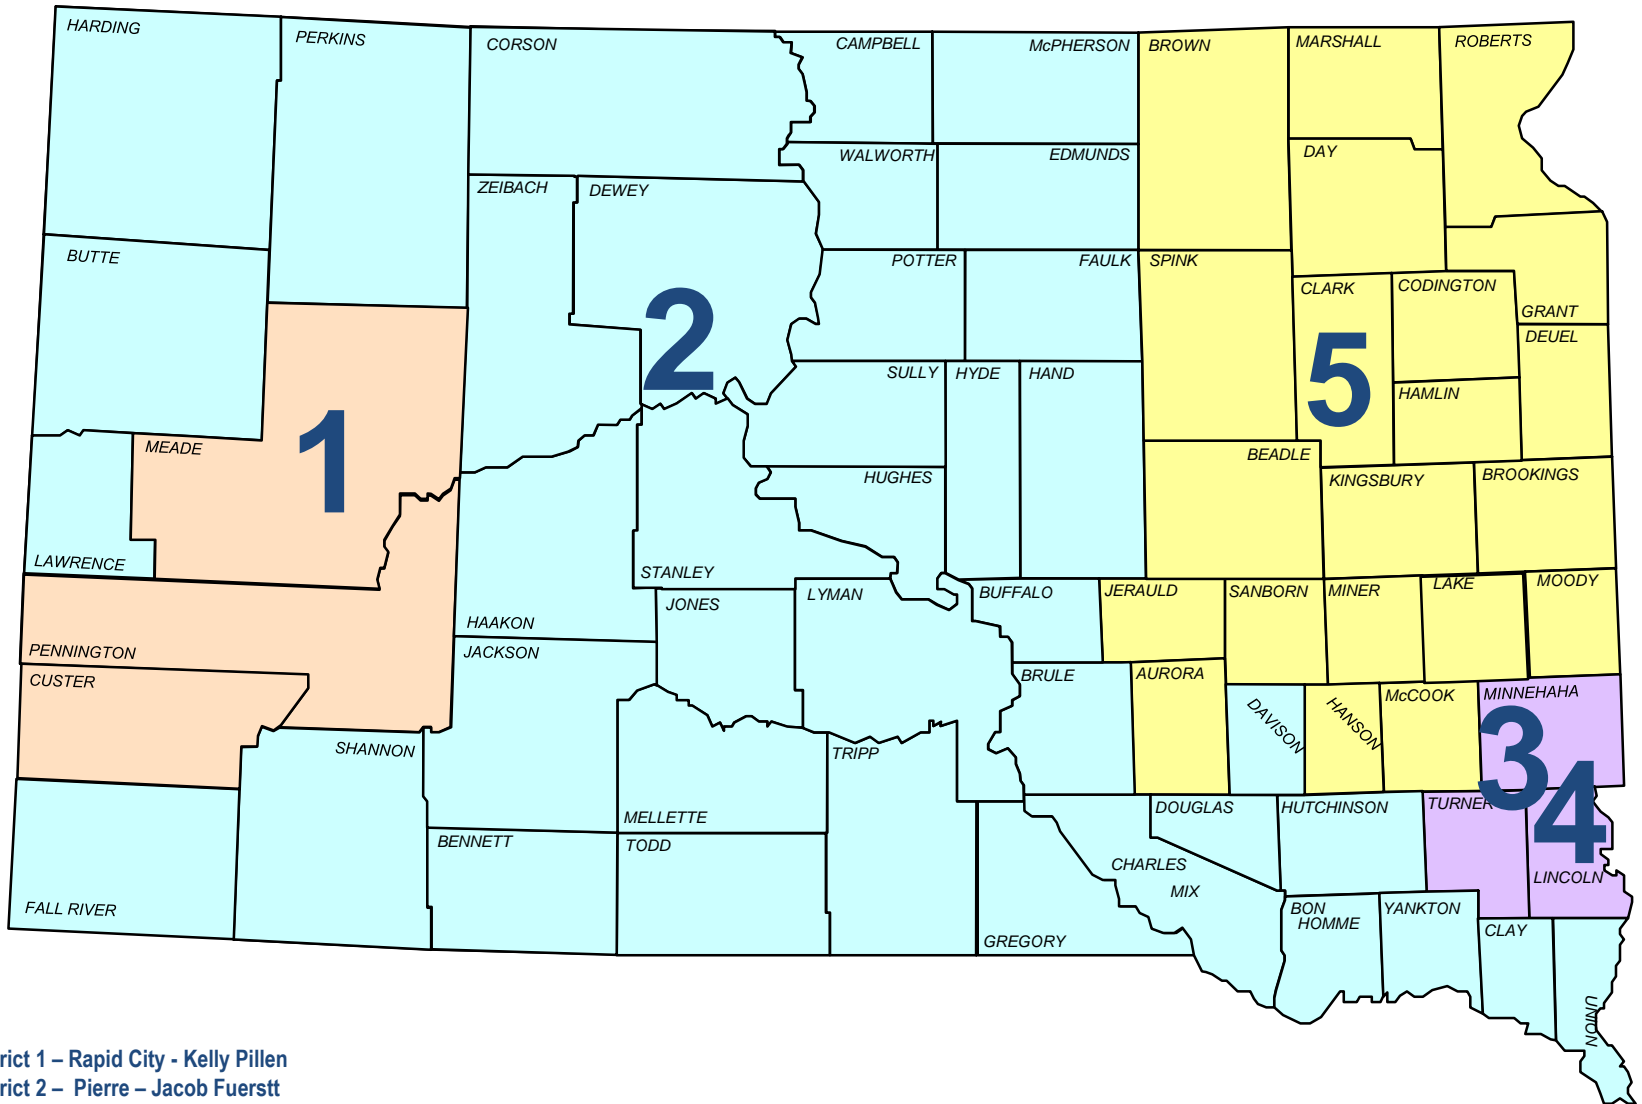 HARDING
PERKINS
CORSON
CAMPBELL
McPHERSON
BROWN
MARSHALL
ROBERTS
WALWORTH
EDMUNDS
DAY
ZEIBACH
DEWEY
BUTTE
POTTER
FAULK
SPINK
CLARK
CODINGTON
GRANT
DEUEL
2
5
SULLY
HYDE
HAND
HAMLIN
1
MEADE
BEADLE
HUGHES
KINGSBURY
BROOKINGS
LAWRENCE
STANLEY
LYMAN
BUFFALO
JERAULD
SANBORN
MINER
LAKE
MOODY
JONES
HAAKON
PENNINGTON
JACKSON
CUSTER
BRULE
AURORA
DAVISON
HANSON
McCOOK
MINNEHAHA
3
SHANNON
TRIPP
MELLETTE
DOUGLAS
HUTCHINSON
TURNER
4
BENNETT
TODD
CHARLES
MIX
LINCOLN
FALL RIVER
BON
HOMME
YANKTON
GREGORY
CLAY
UNION
rict 1 – Rapid City - Kelly Pillen
rict 2 – Pierre – Jacob Fuerstt